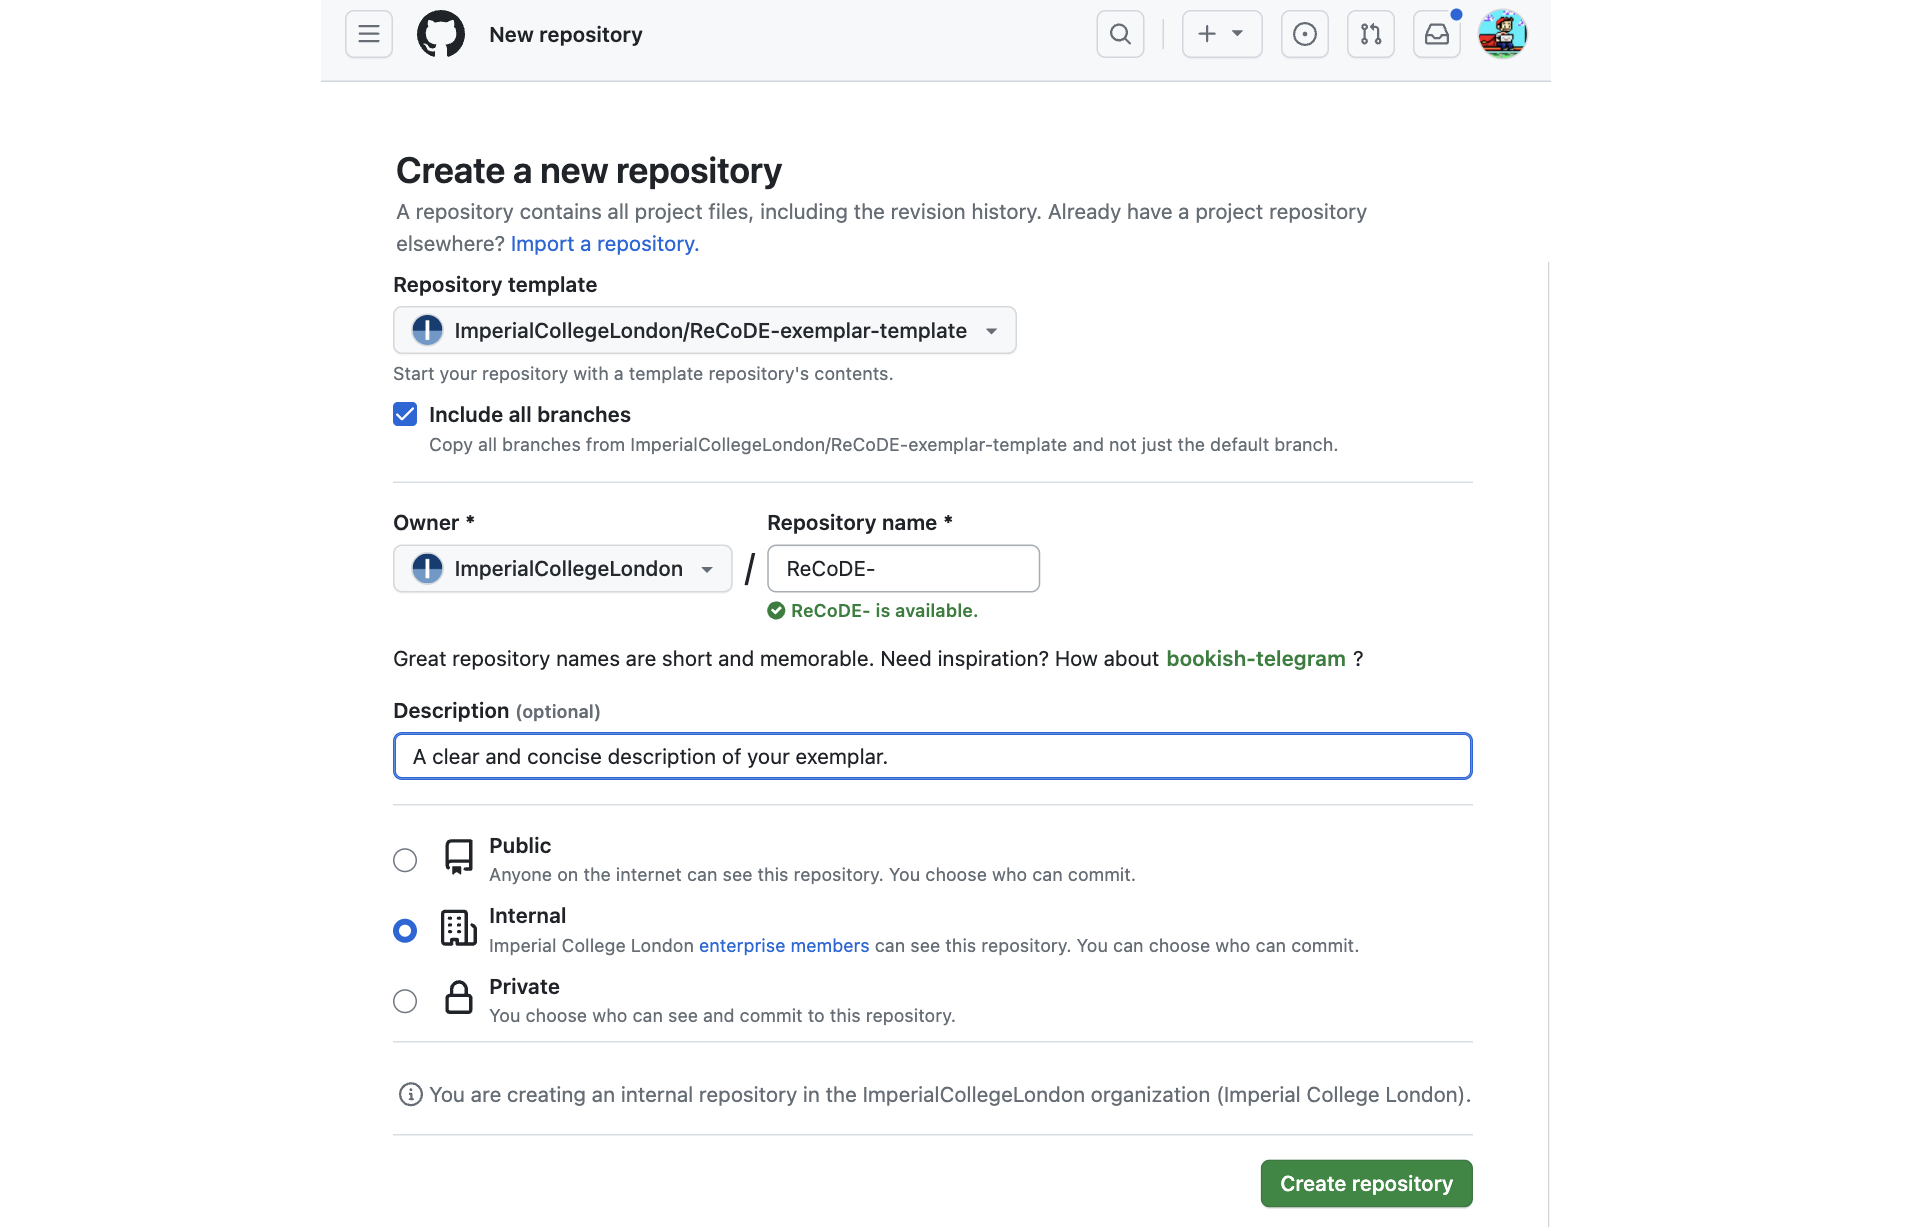 New repository
Create a new repository
A repository contains all project files, including the revision history. Already have a project repository
elsewhere? Import a repository.
Repository template
ImperialCollegeLondon/ReCoDE-exemplar-template
Start your repository with a template repository's contents.
Include all branches
Copy all branches from ImperialCollegeLondon/ReCoDE-exemplar-template and not just the default branch.
Owner * Repository name *
ImperialCollegeLondon / ReCoDE-
ReCoDE- is available.
Great repository names are short and memorable. Need inspiration? How about bookish-telegram ?
Description (optional)
A clear and concise description of your exemplar.
Public
Anyone on the internet can see this repository. You choose who can commit.
Internal
Imperial College London enterprise members can see this repository. You can choose who can commit.
Private
You choose who can see and commit to this repository.
You are creating an internal repository in the ImperialCollegeLondon organization (Imperial College London).
Create repository